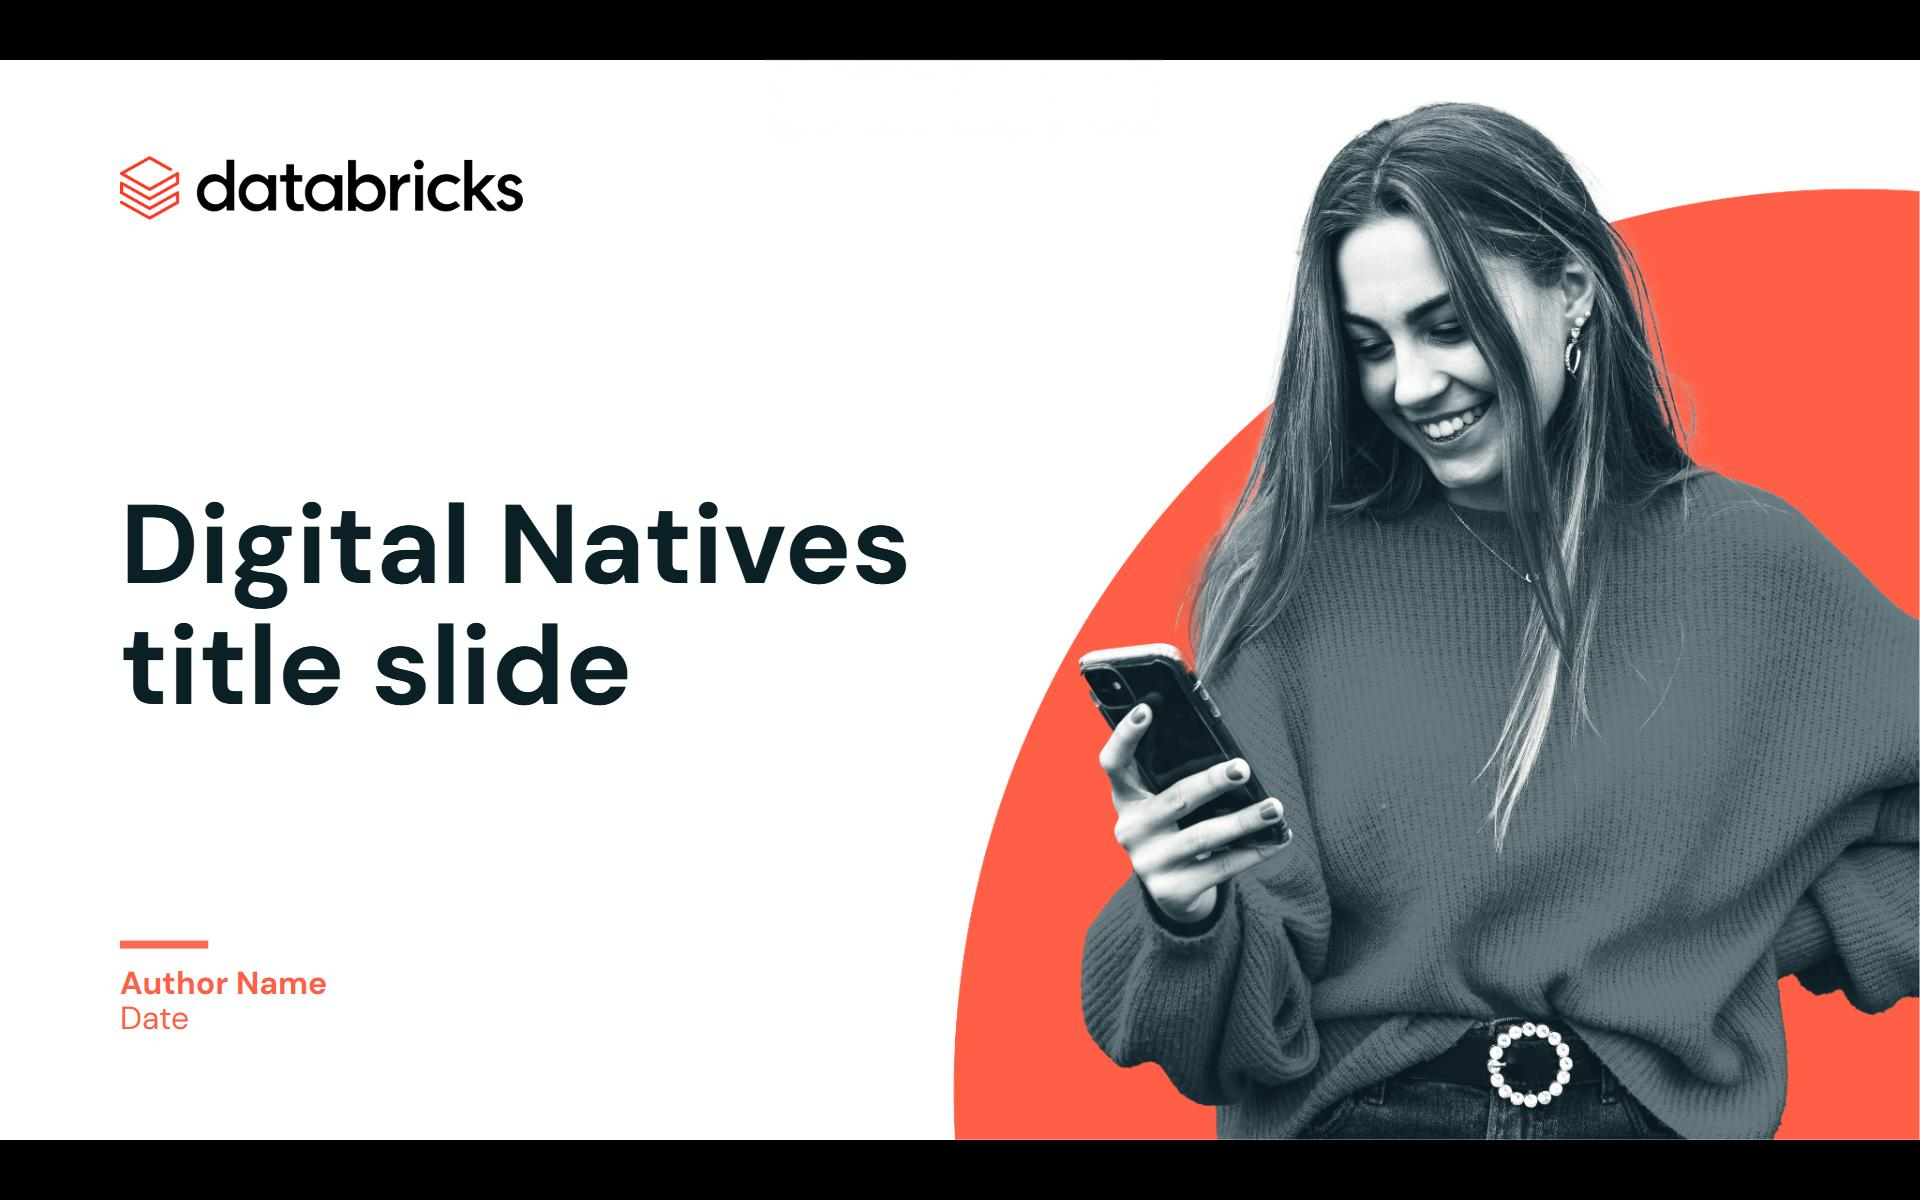 databricks
Digital Natives
title slide
Author Name
Date